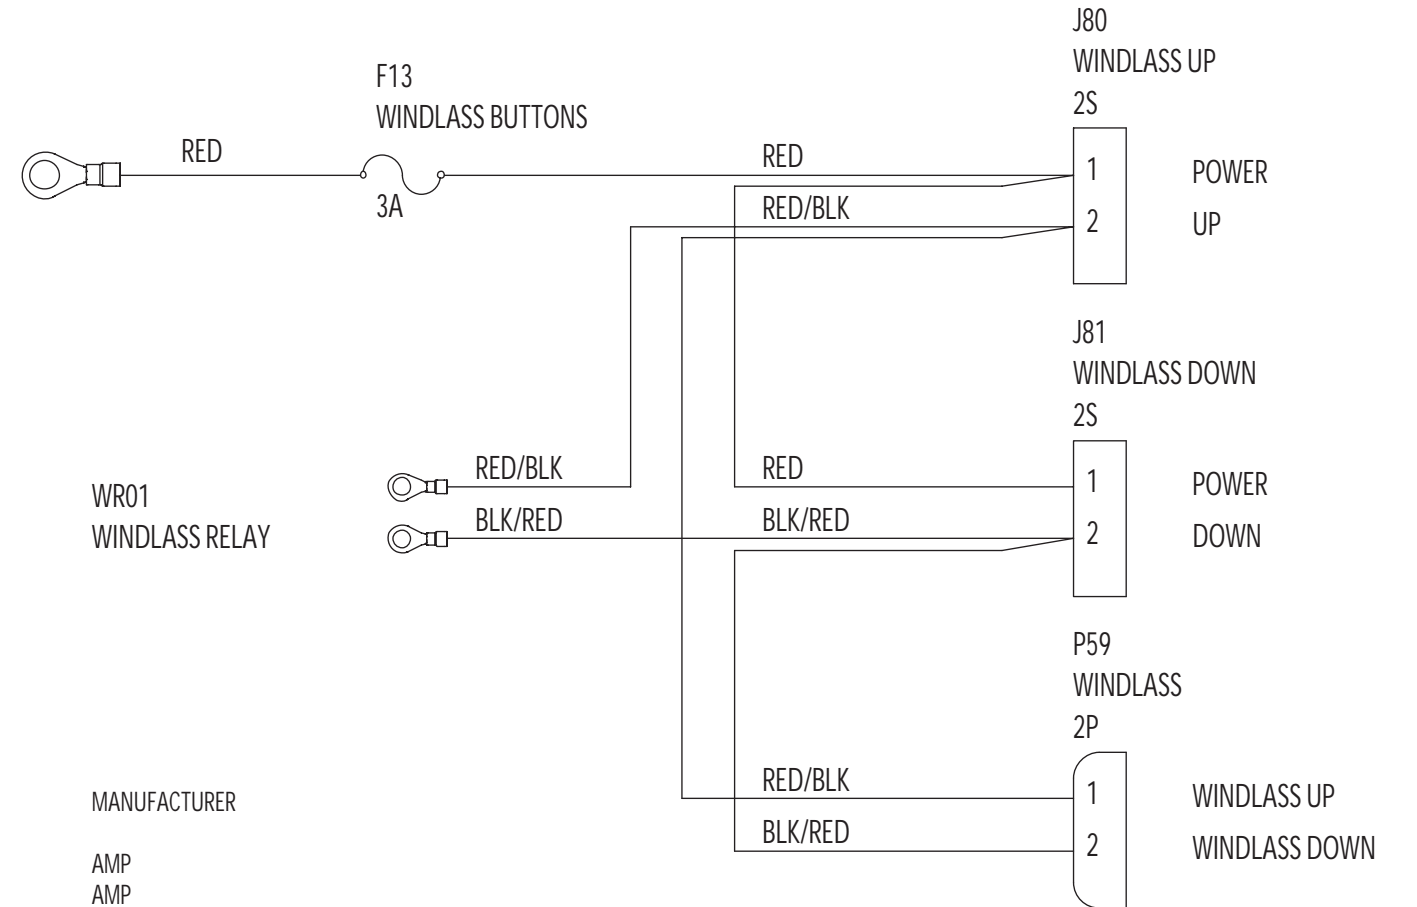 J80
WINDLASS UP
2S
F13
WINDLASS BUTTONS
RED
3A
RED
1
POWER
RED/BLK
2
UP
J81
WINDLASS DOWN
2S
WR01
WINDLASS RELAY
RED/BLK
BLK/RED
RED
1
POWER
BLK/RED
2
DOWN
P59
WINDLASS
2P
RED/BLK
1
WINDLASS UP
BLK/RED
2
WINDLASS DOWN
MANUFACTURER
AMP
AMP